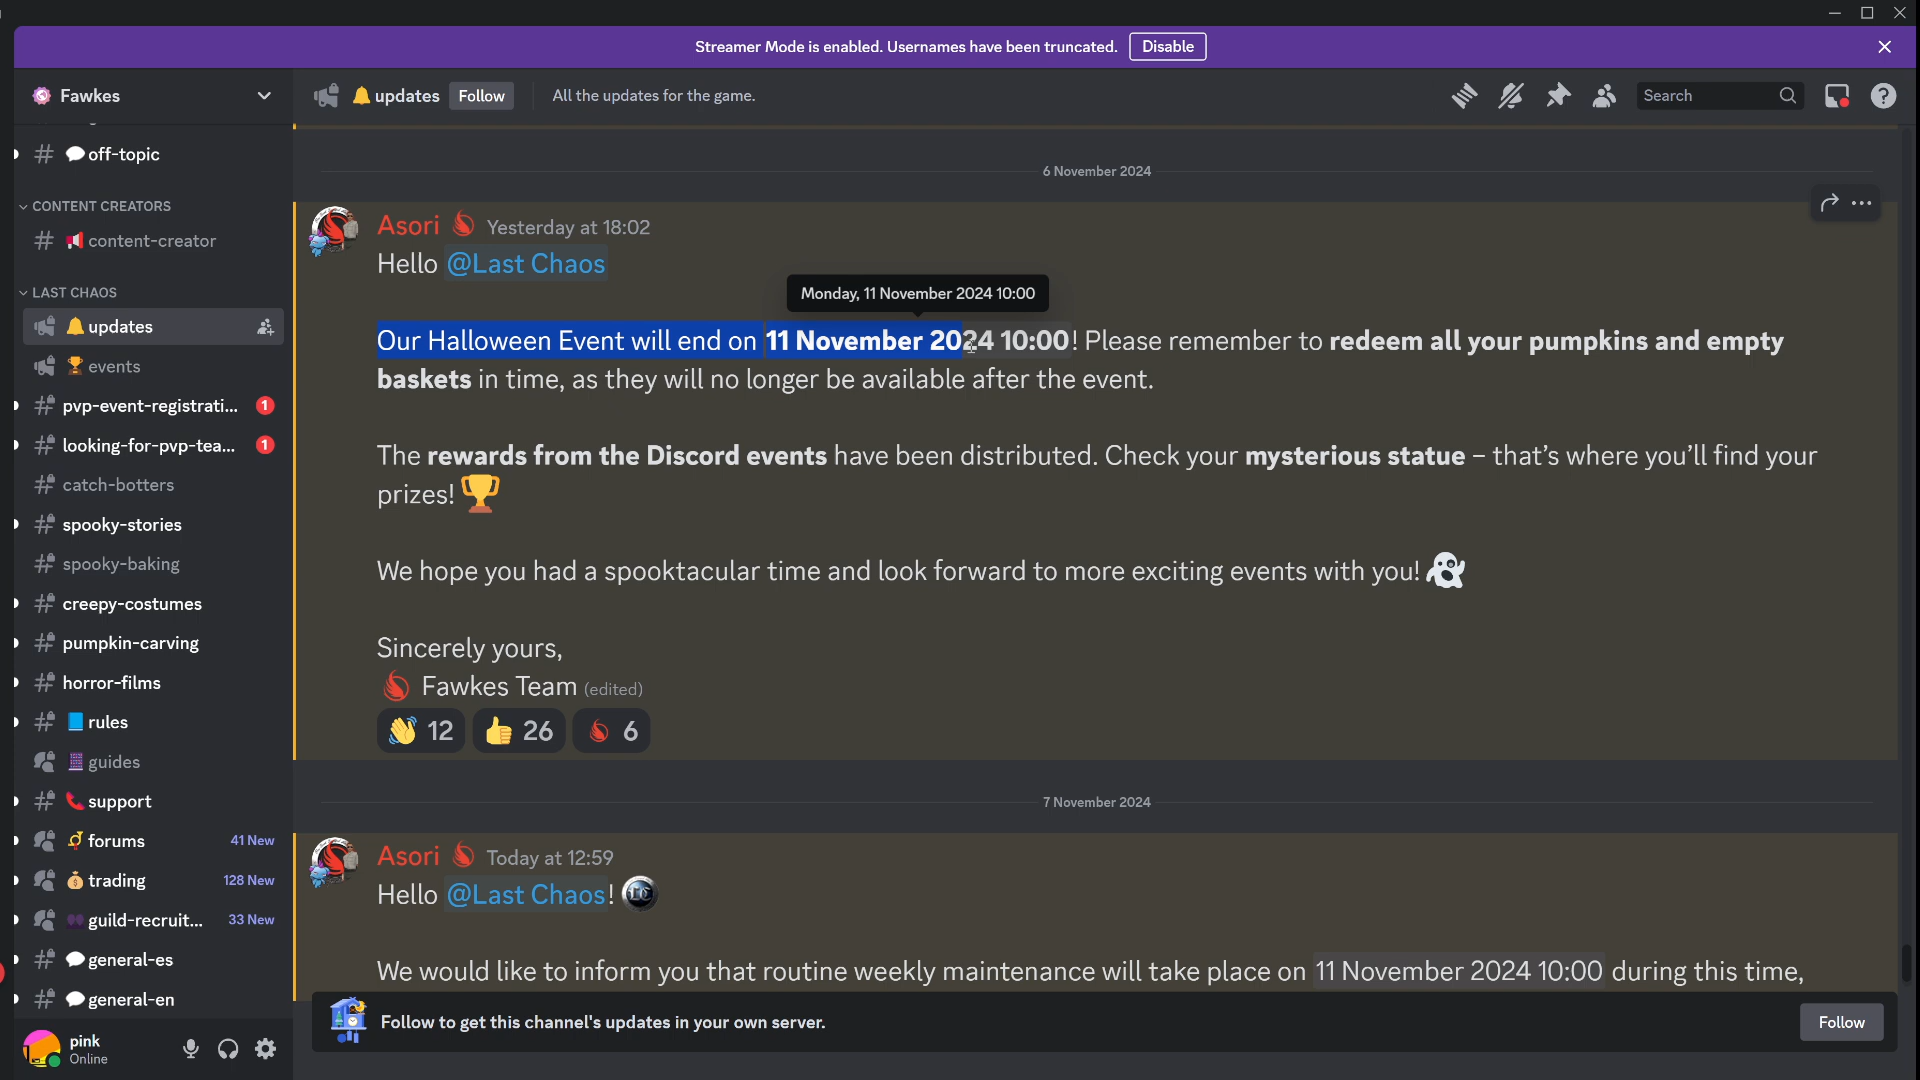 Streamer Mode is enabled. Usernames have been truncated. Disable
Fawkes
updates Follow All the updates for the game. Search
off-topic
CONTENT CREATORS
content-creator
LAST CHAOS
updates
events
pvp-event-registrati... 1
looking-for-pvp-tea... 1
catch-botters
spooky-stories
spooky-baking
creepy-costumes
pumpkin-carving
horror-films
rules
guides
support
forums 41 New
trading 128 New
guild-recruit... 33 New
general-es
general-en
pink
Online
6 November 2024
Asori Yesterday at 18:02
Hello @Last Chaos
Monday, 11 November 2024 10:00
Our Halloween Event will end on 11 November 2024 10:00! Please remember to redeem all your pumpkins and empty
baskets in time, as they will no longer be available after the event.
The rewards from the Discord events have been distributed. Check your mysterious statue – that’s where you’ll find your
prizes! 🏆
We hope you had a spooktacular time and look forward to more exciting events with you! 👻
Sincerely yours,
Fawkes Team (edited)
👋 12 👍 26 6
7 November 2024
Asori Today at 12:59
Hello @Last Chaos!
We would like to inform you that routine weekly maintenance will take place on 11 November 2024 10:00 during this time,
Follow to get this channel's updates in your own server. Follow